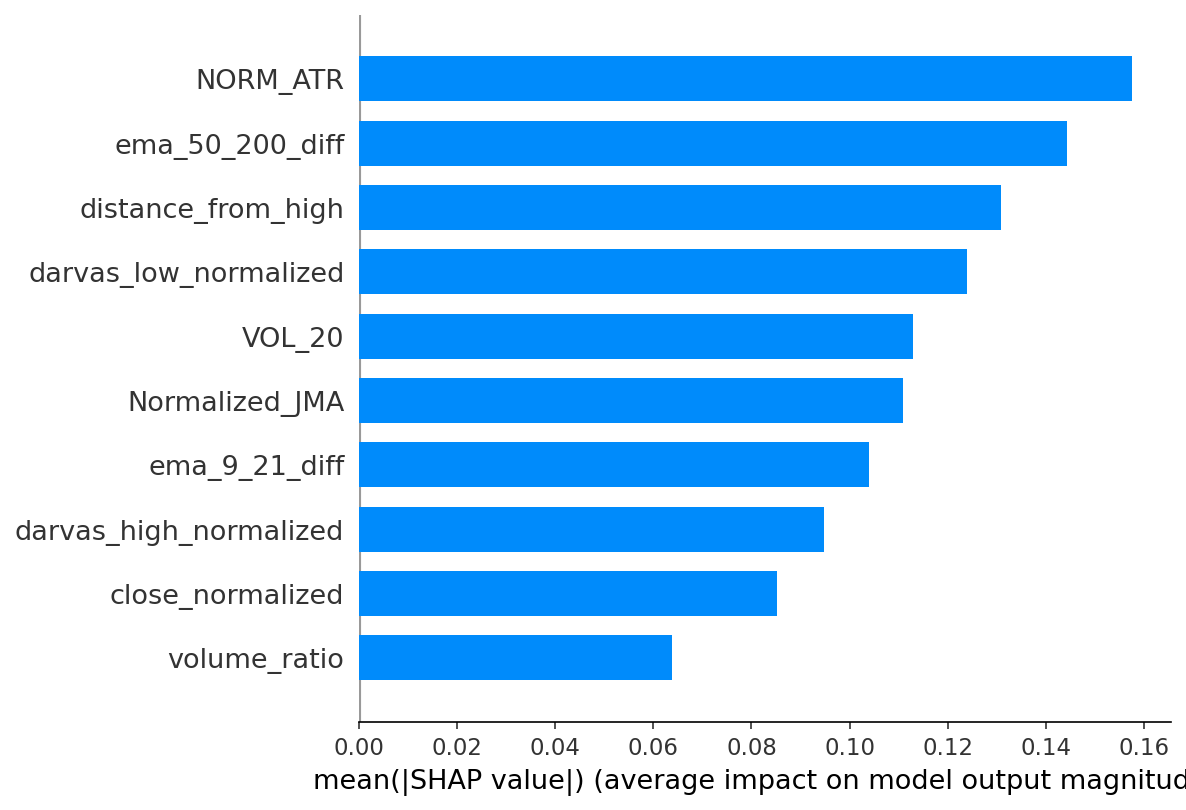 NORM_ATR
ema_50_200_diff
distance_from_high
darvas_low_normalized
VOL_20
Normalized_JMA
ema_9_21_diff
darvas_high_normalized
close_normalized
volume_ratio
0.00 0.02 0.04 0.06 0.08 0.10 0.12 0.14 0.16
mean(|SHAP value|) (average impact on model output magnitud